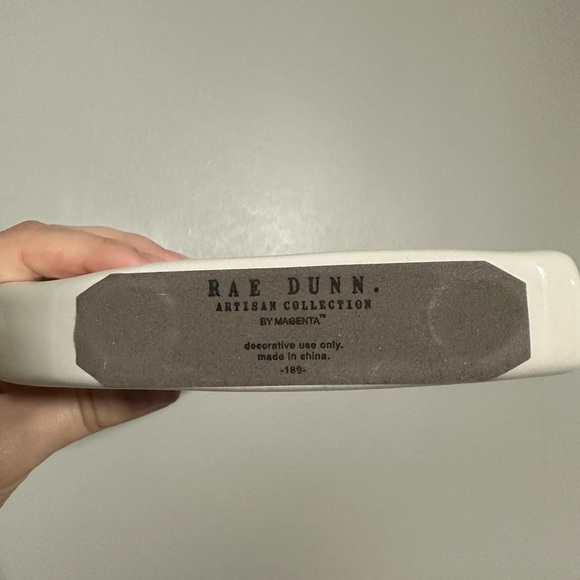 RAE DUNN.
ARTISAN COLLECTION
BY MAGENTA™
decorative use only.
made in china.
-189-